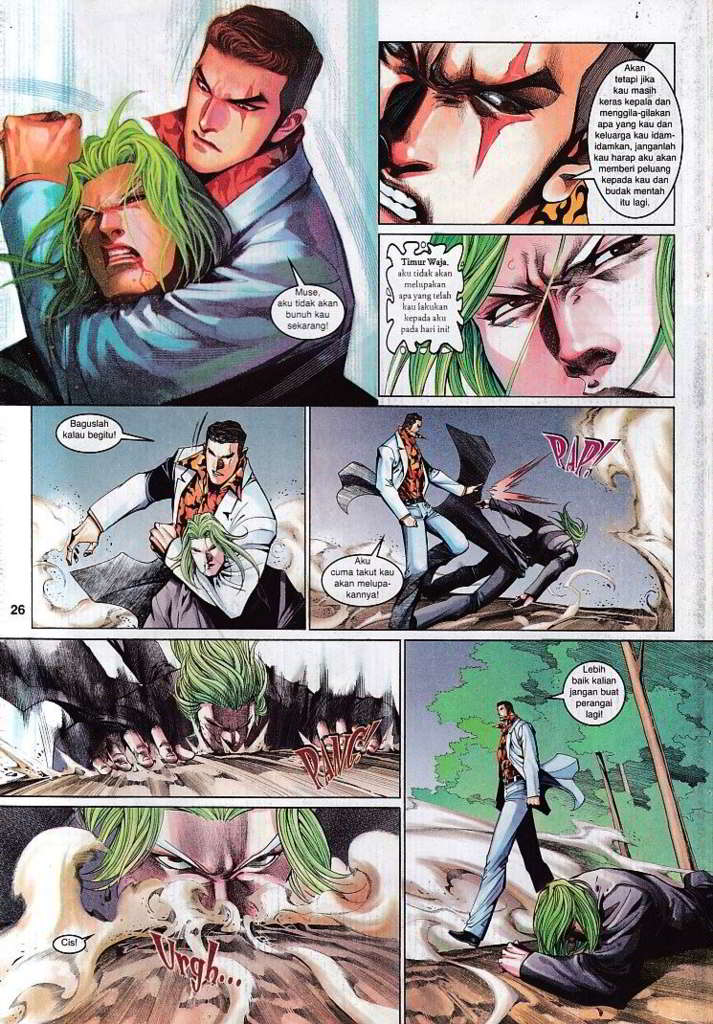 Muse,
aku tidak akan
bunuh kau
sekarang!
Akan
tetapi jika
kau masih
keras kepala dan
menggila-gilakan
apa yang kau dan
keluarga kau idam-
idamkan, janganlah
kau harap aku akan
memberi peluang
kepada kau dan
budak mentah
itu lagi.
Timur Waja,
aku tidak akan
melupakan
apa yang telah
kau lakukan
kepada aku
pada hari ini!
Baguslah
kalau begitu!
PAP!
Aku
cuma takut kau
akan melupa-
kannya!
26
PANG!
Lebih
baik kalian
jangan buat
perangai
lagi!
Cis!
Urgh...